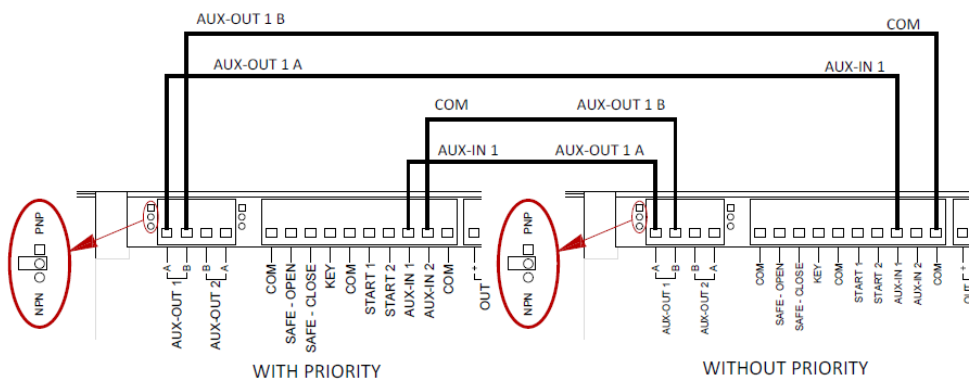 AUX-OUT 1 B
COM
AUX-OUT 1 A
AUX-IN 1
COM
AUX-OUT 1 B
AUX-IN 1
AUX-OUT 1 A
PNP
NPN
A
B
B
A
AUX-OUT 1
AUX-OUT 2
COM
SAFE - OPEN
SAFE - CLOSE
KEY
COM
START 1
START 2
AUX-IN 1
AUX-IN 2
COM
OUT
+
WITH PRIORITY
PNP
NPN
A
B
B
A
AUX-OUT 1
AUX-OUT 2
COM
SAFE - OPEN
SAFE - CLOSE
KEY
COM
START 1
START 2
AUX-IN 1
AUX-IN 2
COM
OUT
+
WITHOUT PRIORITY